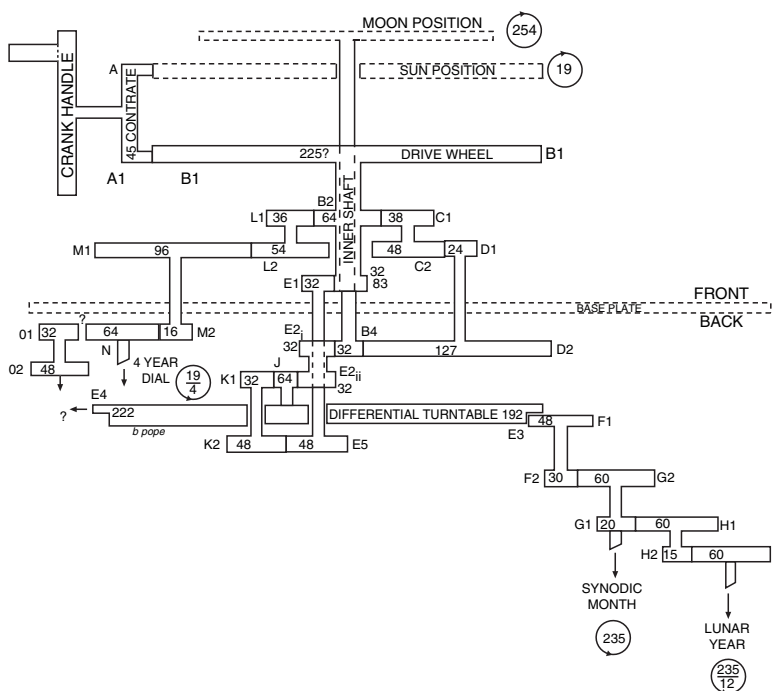 MOON POSITION
254
A
SUN POSITION
19
CRANK HANDLE
45 CONTRATE
225?
DRIVE WHEEL
B1
A1
B1
B2
INNER SHAFT
L1
36
64
38
C1
M1
96
54
48
24
D1
L2
C2
E1
32
32
83
FRONT
BASE PLATE
BACK
?
01
32
64
16
M2
E2i
B4
32
32
127
D2
N
02
48
4 YEAR
DIAL
19
4
J
K1
32
64
E2ii
32
E4
222
?
b pope
DIFFERENTIAL TURNTABLE 192
48
F1
E3
K2
48
48
E5
F2
30
60
G2
G1
20
60
H1
H2
15
60
SYNODIC
MONTH
235
LUNAR
YEAR
235
12